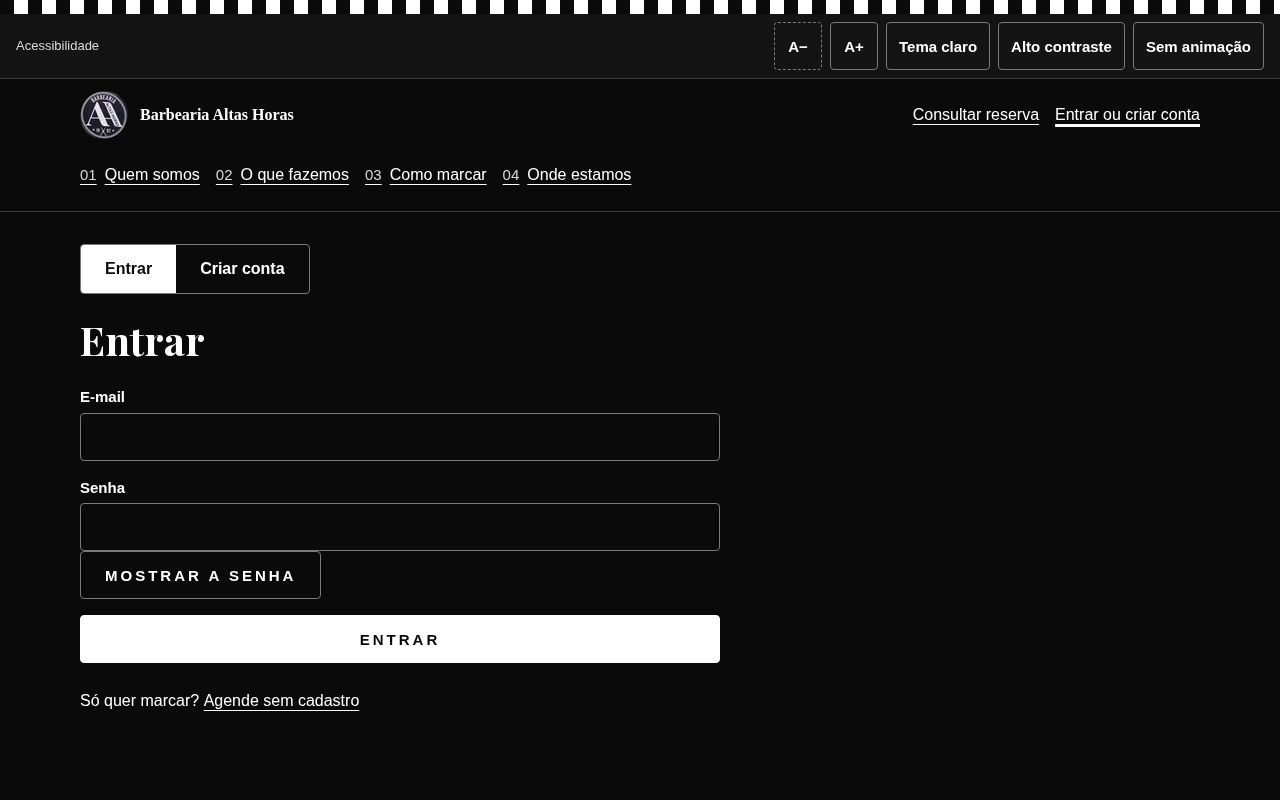 Acessibilidade
A−
A+
Tema claro
Alto contraste
Sem animação
Barbearia Altas Horas
Consultar reserva
Entrar ou criar conta
01 Quem somos
02 O que fazemos
03 Como marcar
04 Onde estamos
Entrar
Criar conta
Entrar
E-mail
Senha
MOSTRAR A SENHA
ENTRAR
Só quer marcar? Agende sem cadastro